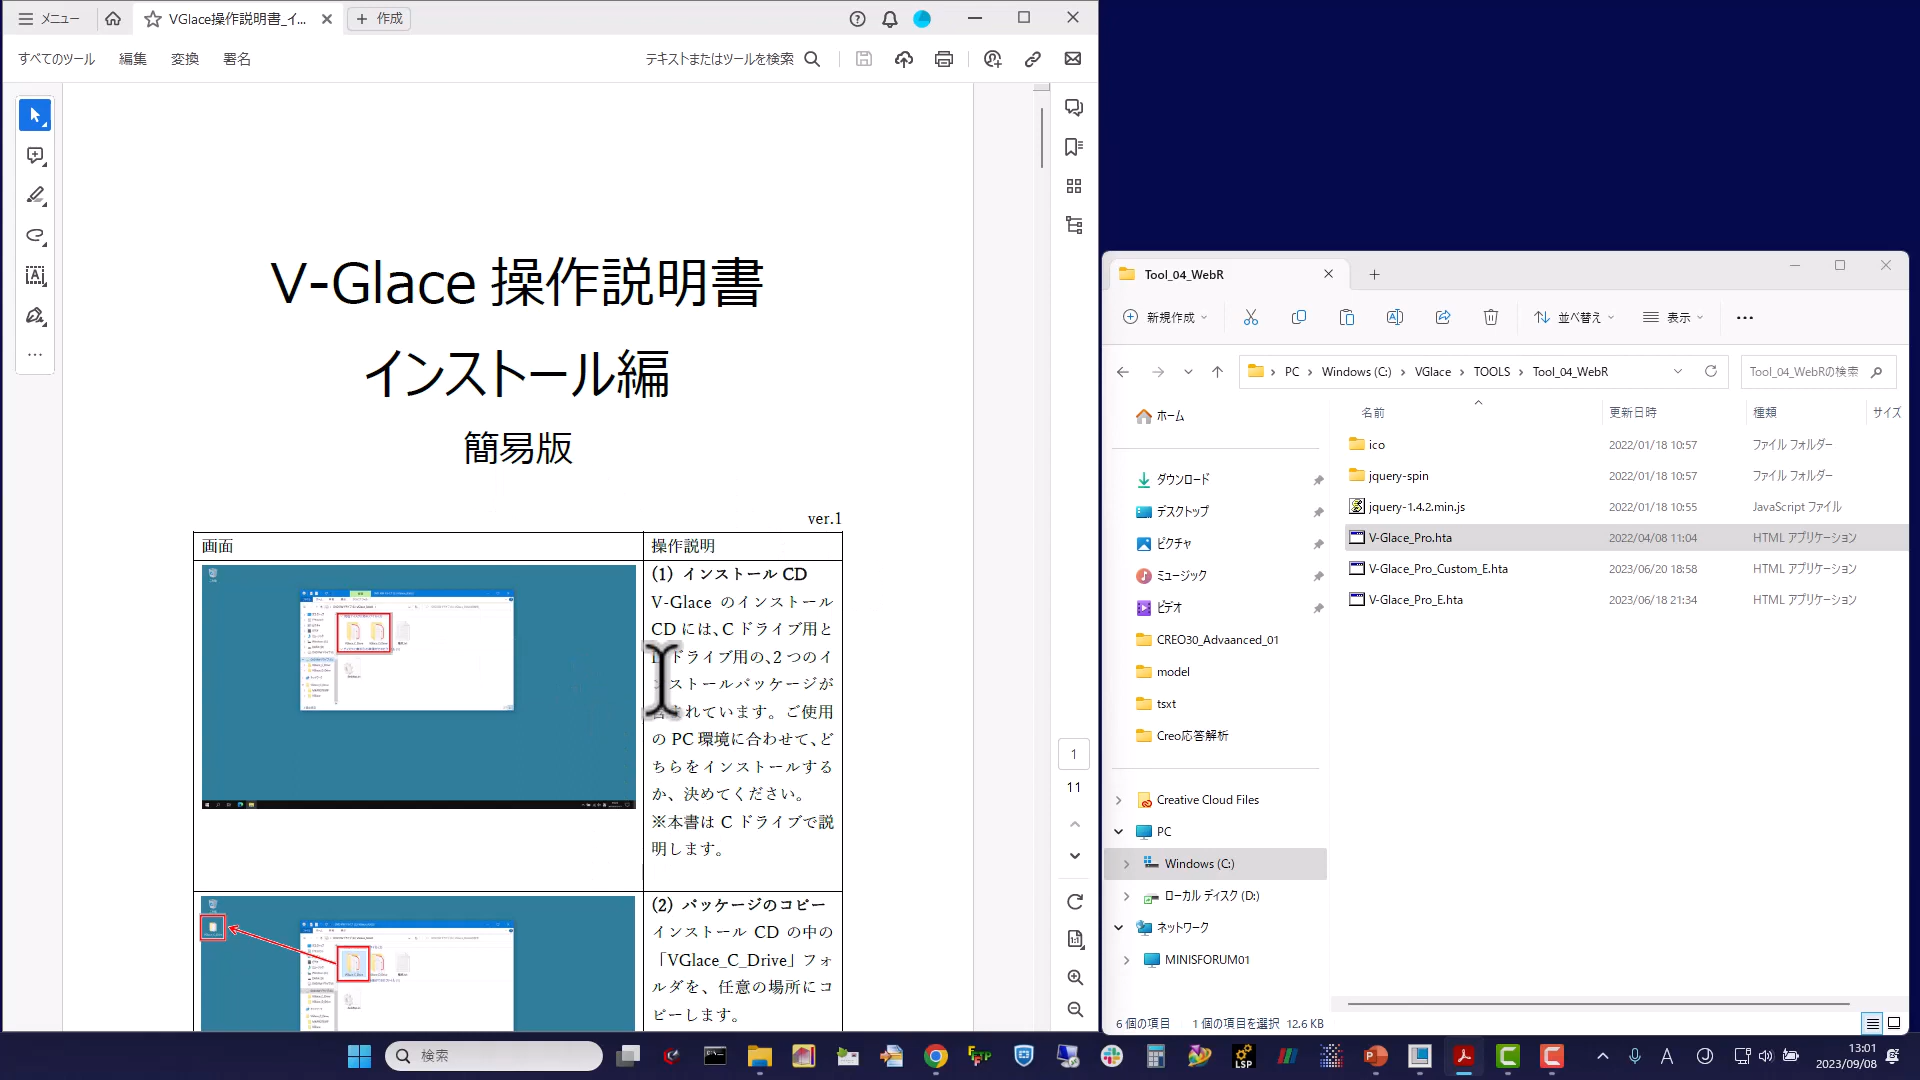 メニュー
VGlace操作説明書_イ...
作成
すべてのツール
編集
変換
署名
テキストまたはツールを検索
V-Glace 操作説明書
インストール編
簡易版
ver.1
画面
操作説明
(1) インストール CD
V-Glace のインストール
CD には、C ドライブ用と
ドライブ用の、2 つのイ
ストールパッケージが
まれています。ご使用
の PC 環境に合わせて、ど
ちらをインストールする
か、決めてください。
※本書は C ドライブで説
明します。
(2) パッケージのコピー
インストール CD の中の
「VGlace_C_Drive」フォ
ルダを、任意の場所にコ
ピーします。
1
11
Tool_04_WebR
新規作成
並べ替え
表示
PC
Windows (C:)
VGlace
TOOLS
Tool_04_WebR
Tool_04_WebRの検索
名前
更新日時
種類
サイズ
ico
2022/01/18 10:57
ファイル フォルダー
jquery-spin
2022/01/18 10:57
ファイル フォルダー
jquery-1.4.2.min.js
2022/01/18 10:55
JavaScript ファイル
V-Glace_Pro.hta
2022/04/08 11:04
HTML アプリケーション
V-Glace_Pro_Custom_E.hta
2023/06/20 18:58
HTML アプリケーション
V-Glace_Pro_E.hta
2023/06/18 21:34
HTML アプリケーション
ホーム
ダウンロード
デスクトップ
ピクチャ
ミュージック
ビデオ
CREO30_Advaanced_01
model
tsxt
Creo応答解析
Creative Cloud Files
PC
Windows (C:)
ローカル ディスク (D:)
ネットワーク
MINISFORUM01
6 個の項目
1 個の項目を選択 12.6 KB
検索
LSP
A
13:01
2023/09/08